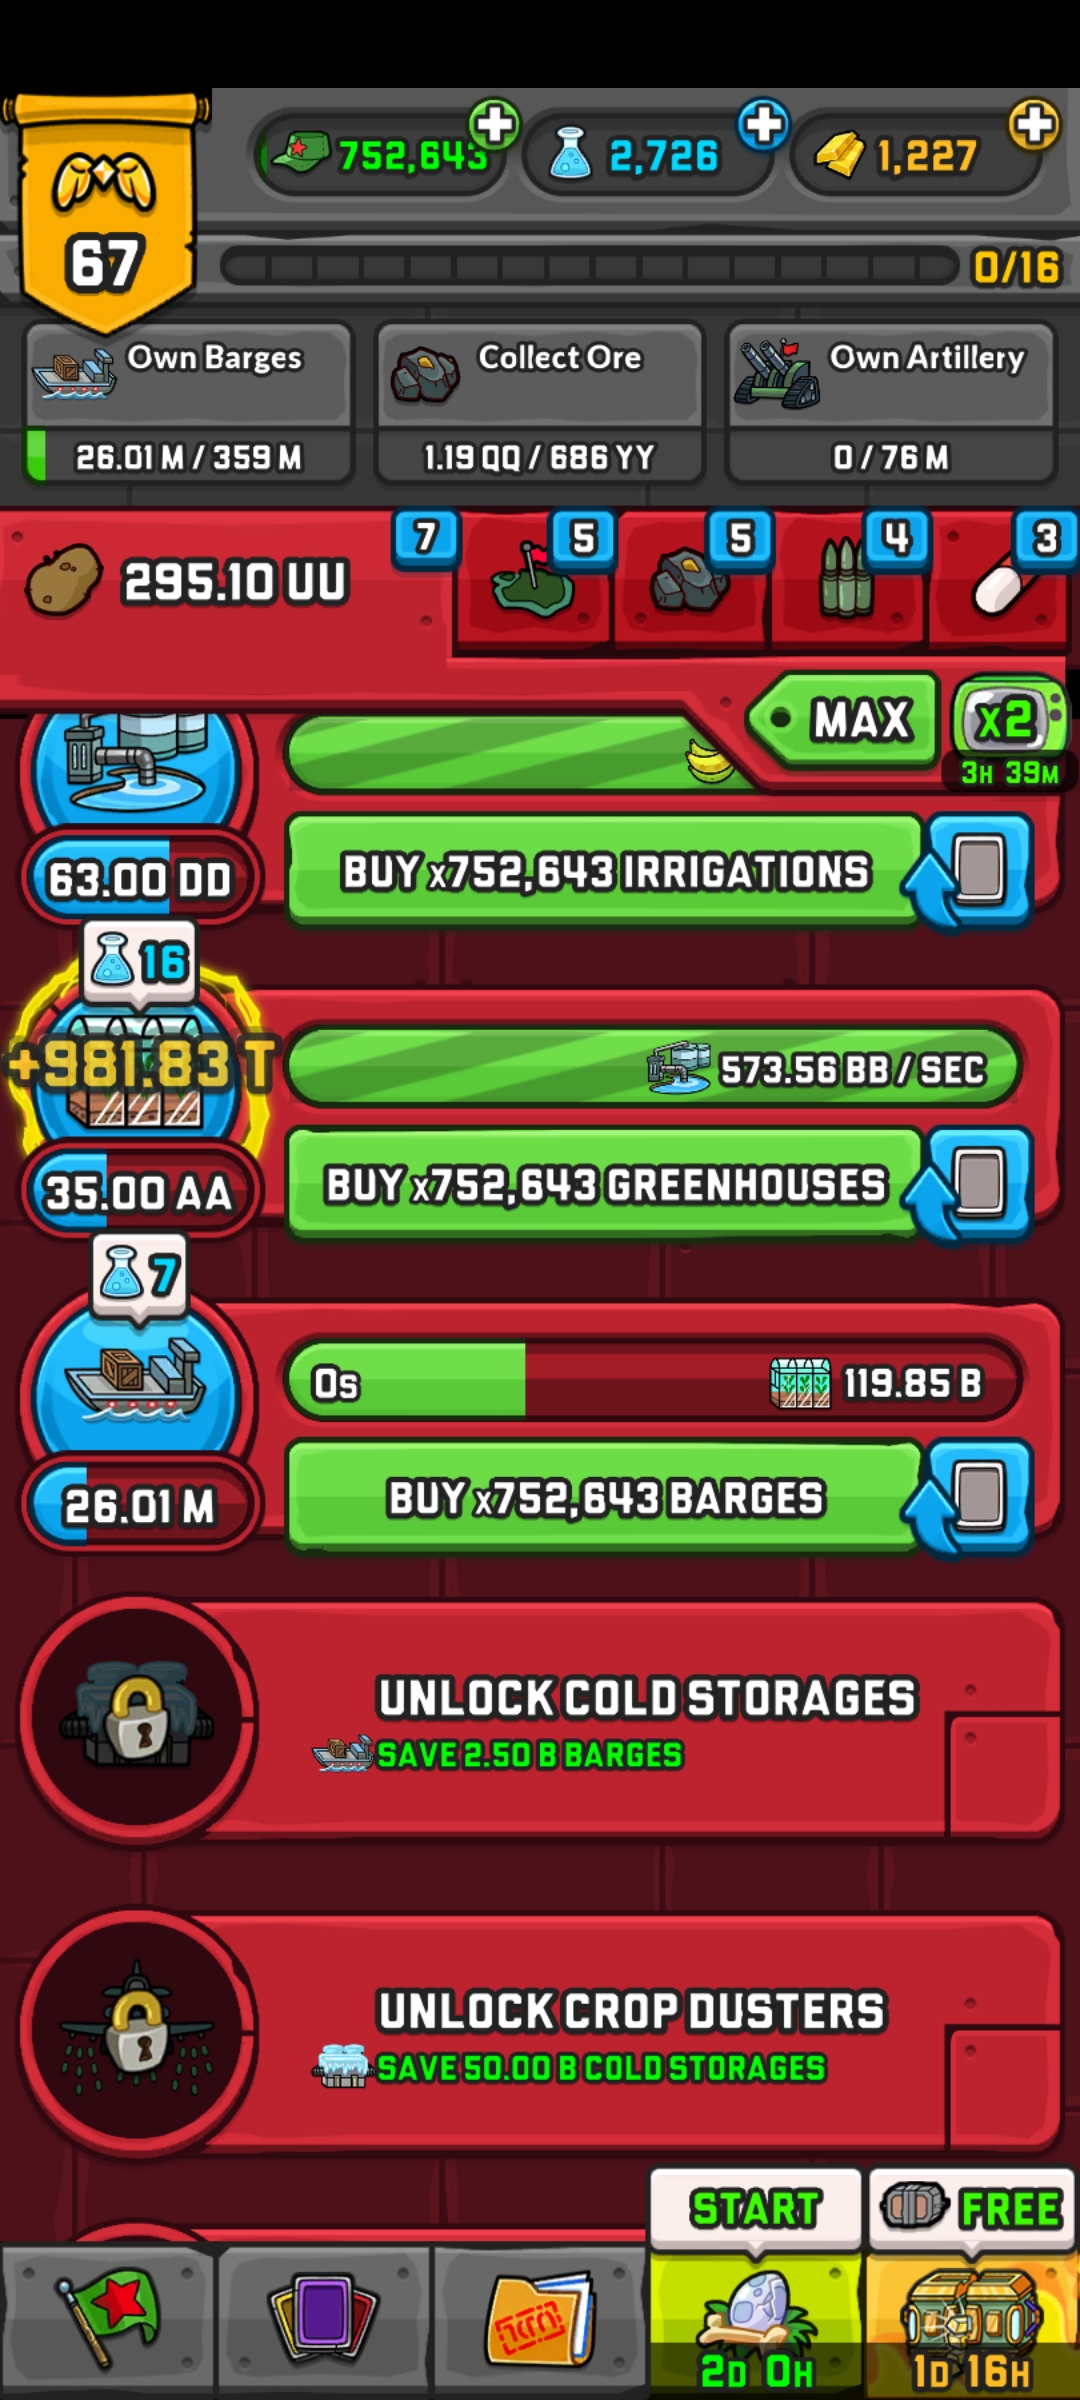 752,643
2,726
1,227
67
0/16
Own Barges
Collect Ore
Own Artillery
26.01 M / 359 M
1.19 QQ / 686 YY
0 / 76 M
295.10 UU
7
5
5
4
3
MAX
x2
3H 39M
63.00 DD
BUY x752,643 IRRIGATIONS
16
+981.83 T
573.56 BB / SEC
35.00 AA
BUY x752,643 GREENHOUSES
7
0s
119.85 B
26.01 M
BUY x752,643 BARGES
UNLOCK COLD STORAGES
SAVE 2.50 B BARGES
UNLOCK CROP DUSTERS
SAVE 50.00 B COLD STORAGES
START
FREE
2D 0H
1D 16H